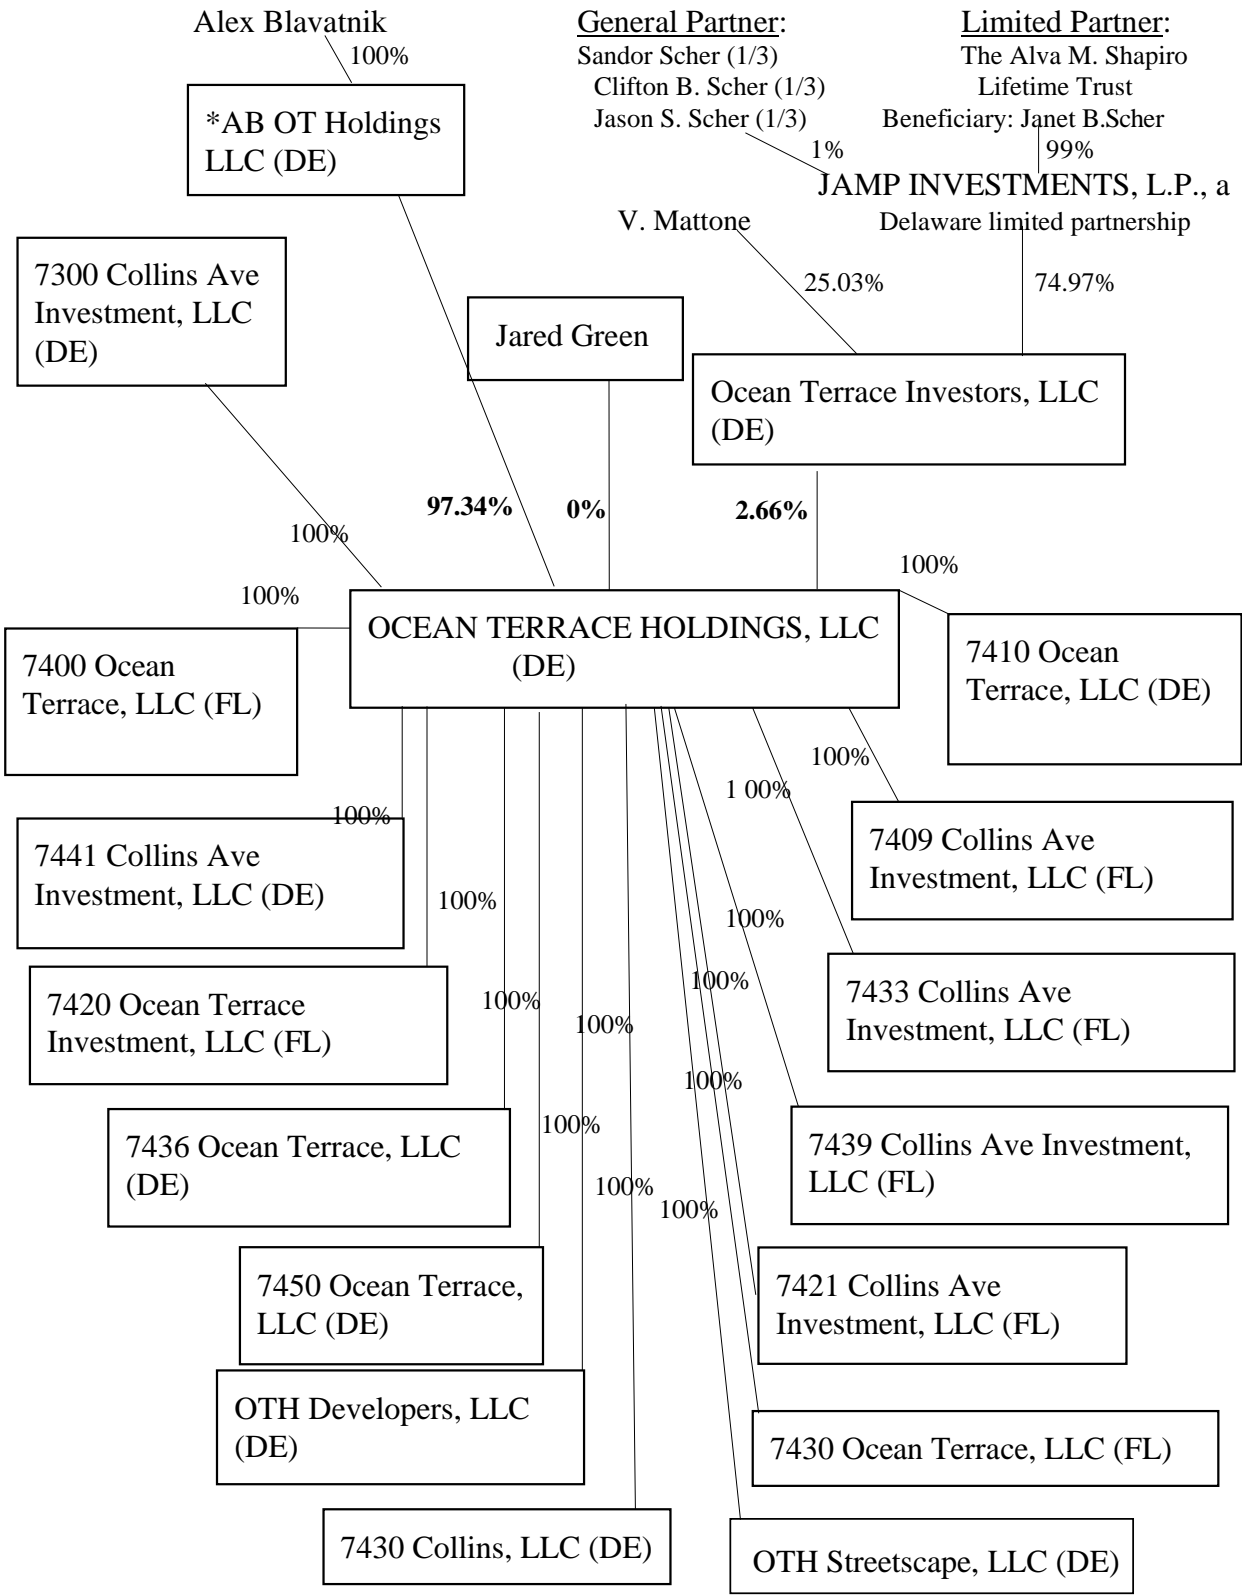 Alex Blavatnik
100%
*AB OT Holdings
LLC (DE)
General Partner:
Sandor Scher (1/3)
Clifton B. Scher (1/3)
Jason S. Scher (1/3)
1%
Limited Partner:
The Alva M. Shapiro
Lifetime Trust
Beneficiary: Janet B.Scher
99%
JAMP INVESTMENTS, L.P., a
Delaware limited partnership
V. Mattone
25.03%
74.97%
7300 Collins Ave
Investment, LLC
(DE)
Jared Green
Ocean Terrace Investors, LLC
(DE)
97.34%
0%
2.66%
100%
100%
100%
OCEAN TERRACE HOLDINGS, LLC
(DE)
7400 Ocean
Terrace, LLC (FL)
7410 Ocean
Terrace, LLC (DE)
100%
1 00%
100%
7441 Collins Ave
Investment, LLC (DE)
7409 Collins Ave
Investment, LLC (FL)
100%
100%
7420 Ocean Terrace
Investment, LLC (FL)
100%
100%
100%
7433 Collins Ave
Investment, LLC (FL)
100%
100%
7436 Ocean Terrace, LLC
(DE)
7439 Collins Ave Investment,
LLC (FL)
100%
100%
7450 Ocean Terrace,
LLC (DE)
7421 Collins Ave
Investment, LLC (FL)
OTH Developers, LLC
(DE)
7430 Ocean Terrace, LLC (FL)
7430 Collins, LLC (DE)
OTH Streetscape, LLC (DE)